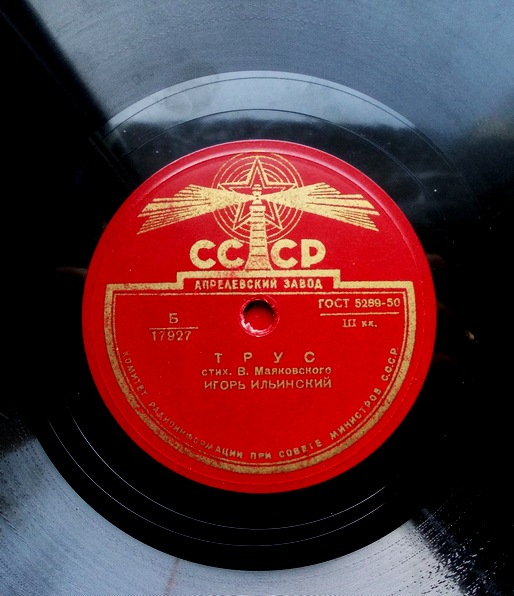 СССР
АПРЕЛЕВСКИЙ ЗАВОД
ГОСТ 5289-50
Б
17927
III кл.
ТРУС
стих. В. Маяковского
ИГОРЬ ИЛЬИНСКИЙ
КОМИТЕТ РАДИОИНФОРМАЦИИ ПРИ СОВЕТЕ МИНИСТРОВ СССР